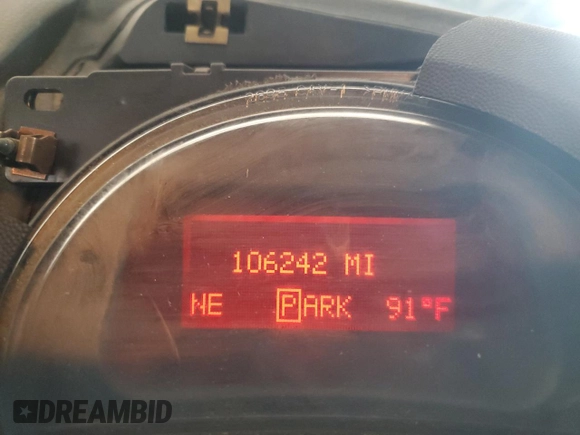 106242 MI
NE PARK 91°F
DREAMBID